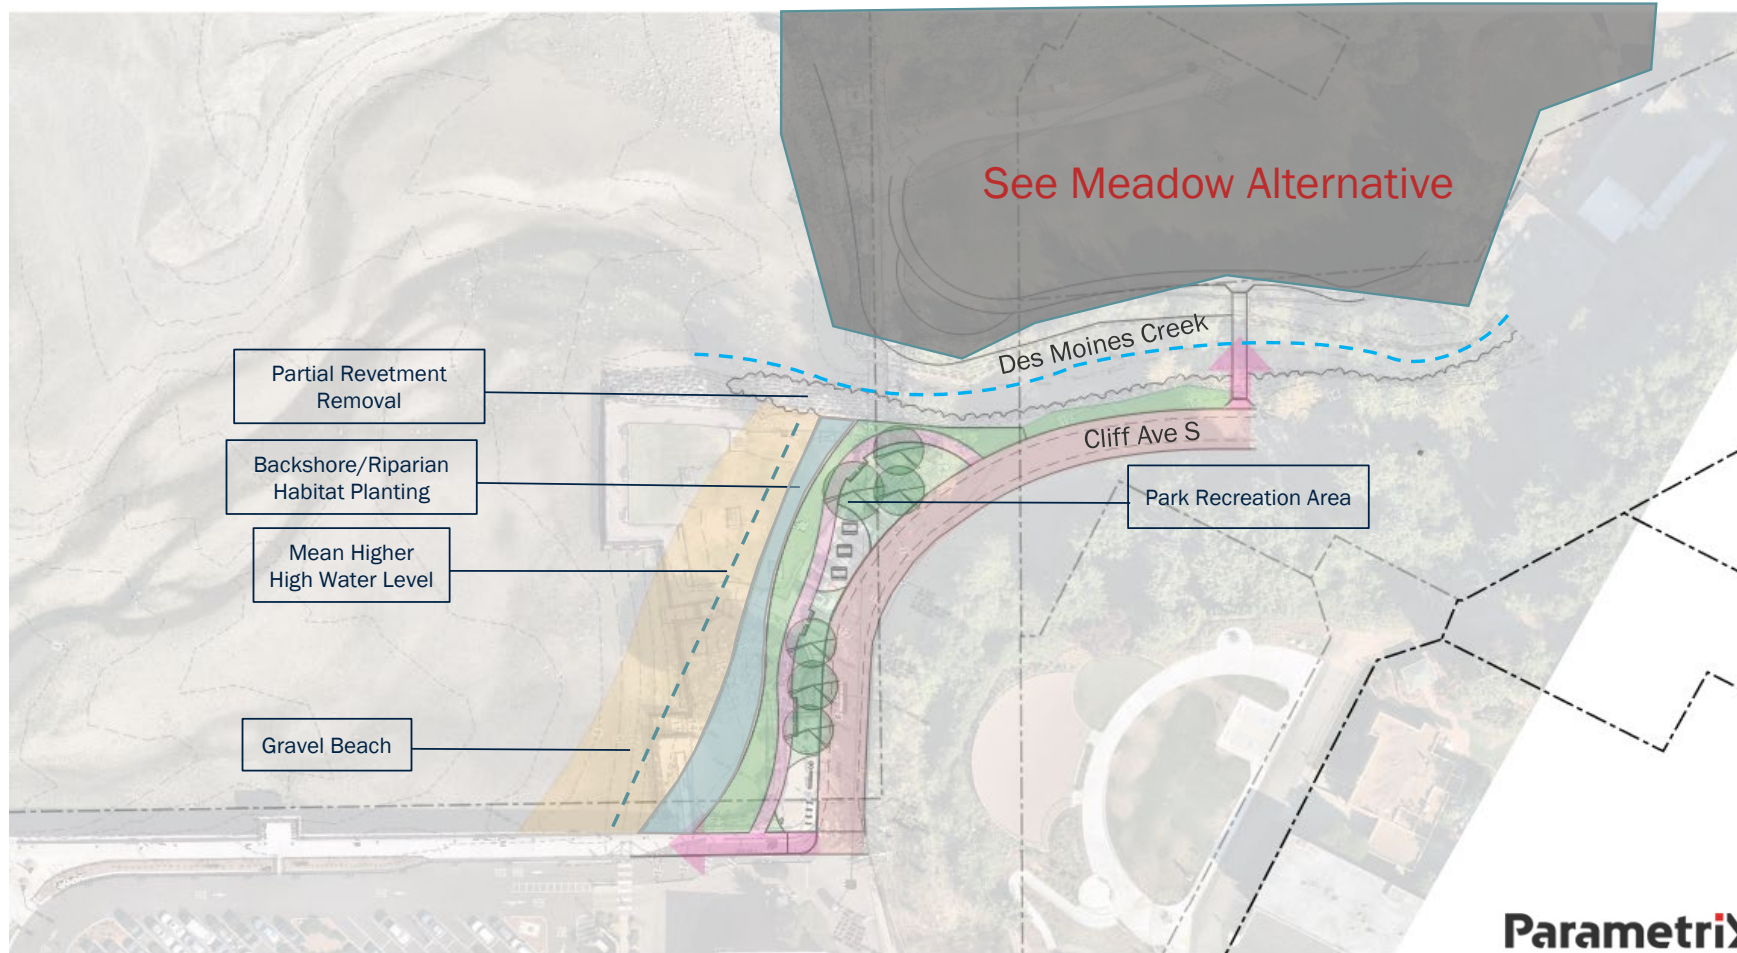 See Meadow Alternative
Des Moines Creek
Partial Revetment
Removal
Cliff Ave S
Backshore/Riparian
Habitat Planting
Park Recreation Area
Mean Higher
High Water Level
Gravel Beach
Parametrix